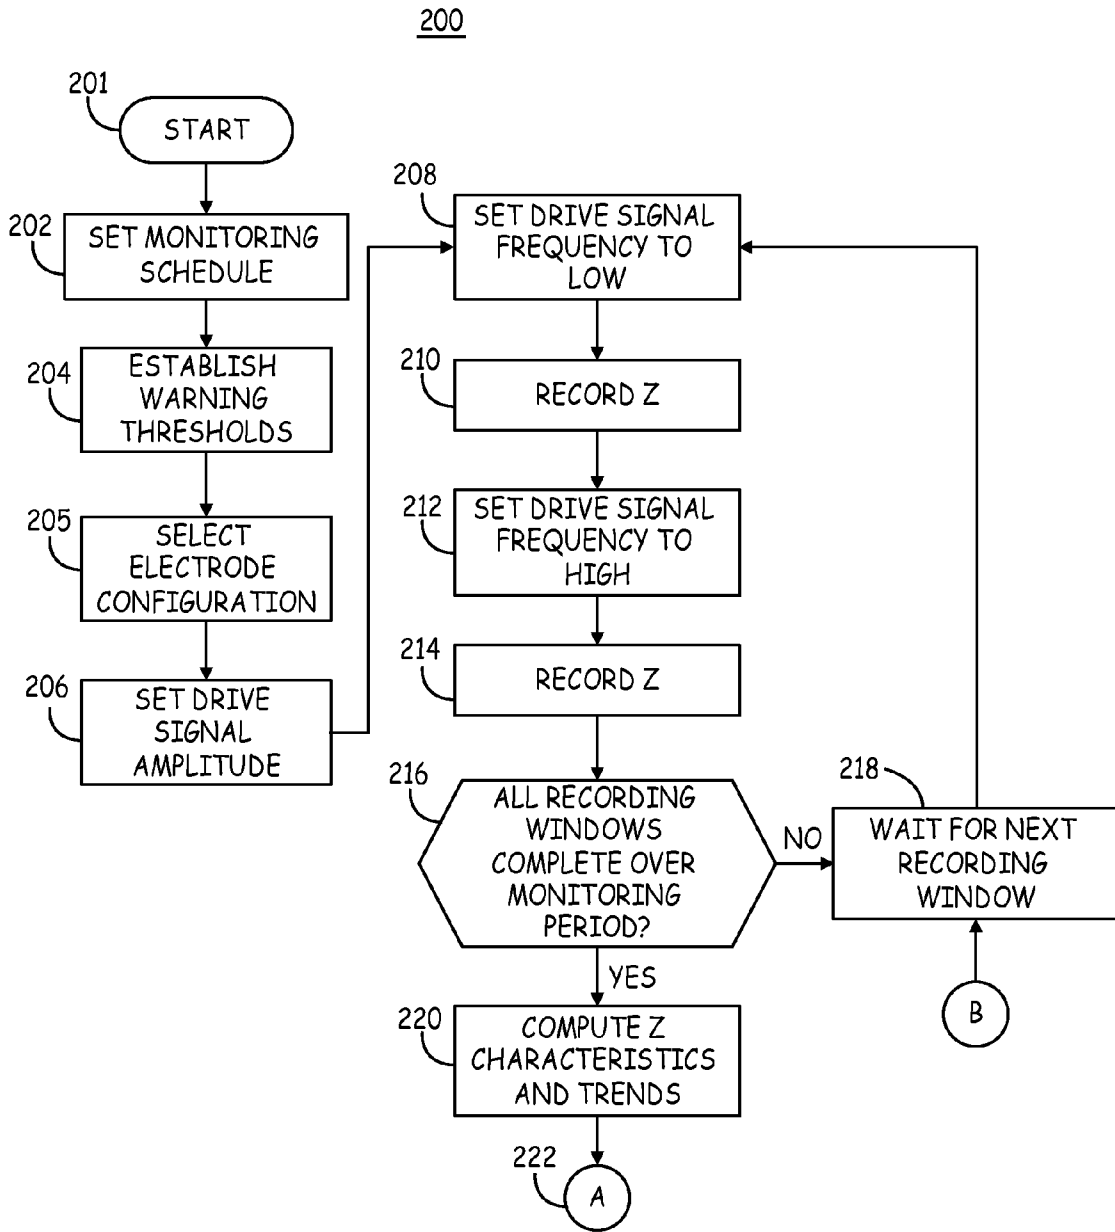 200
201
START
202
SET MONITORING
SCHEDULE
204
ESTABLISH
WARNING
THRESHOLDS
205
SELECT
ELECTRODE
CONFIGURATION
206
SET DRIVE
SIGNAL
AMPLITUDE
208
SET DRIVE SIGNAL
FREQUENCY TO
LOW
210
RECORD Z
212
SET DRIVE SIGNAL
FREQUENCY TO
HIGH
214
RECORD Z
216
ALL RECORDING
WINDOWS
COMPLETE OVER
MONITORING
PERIOD?
NO
218
WAIT FOR NEXT
RECORDING
WINDOW
B
YES
220
COMPUTE Z
CHARACTERISTICS
AND TRENDS
222
A